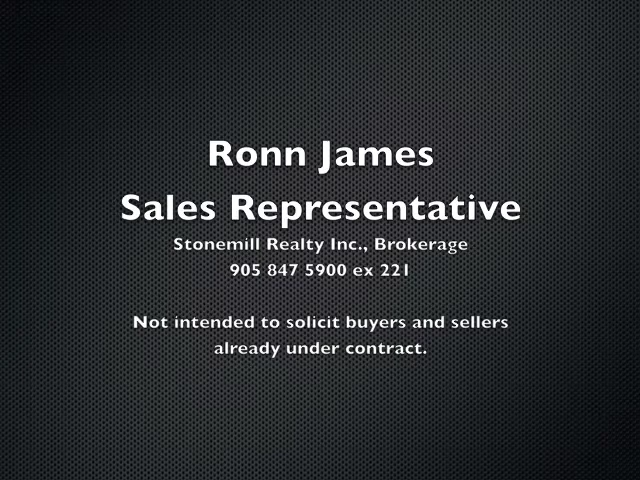 Ronn James
Sales Representative
Stonemill Realty Inc., Brokerage
905 847 5900 ex 221
Not intended to solicit buyers and sellers
already under contract.